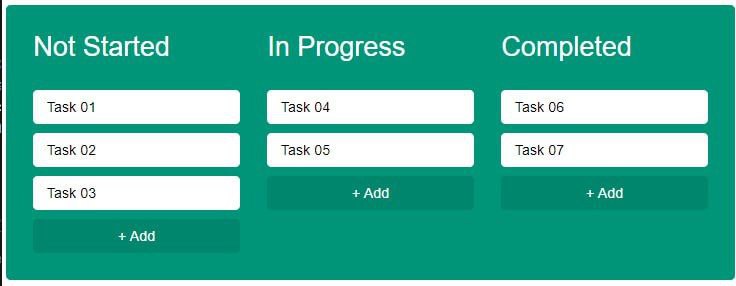 Not Started
Task 01
Task 02
Task 03
+ Add
In Progress
Task 04
Task 05
+ Add
Completed
Task 06
Task 07
+ Add